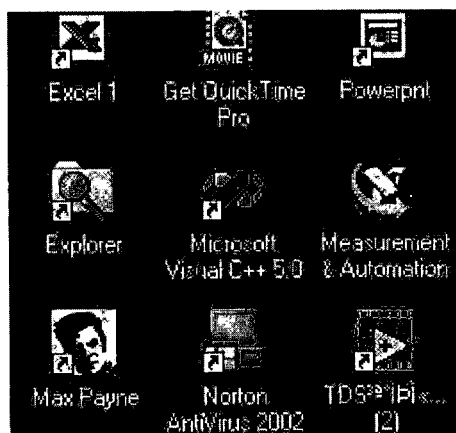 MOVIE
Excel 1
Get QuickTime
Pro
Powerpnt
Explorer
Microsoft
Visual C++ 5.0
Measurement
& Automation
Max Payne
Norton
AntiVirus 2002
(2)